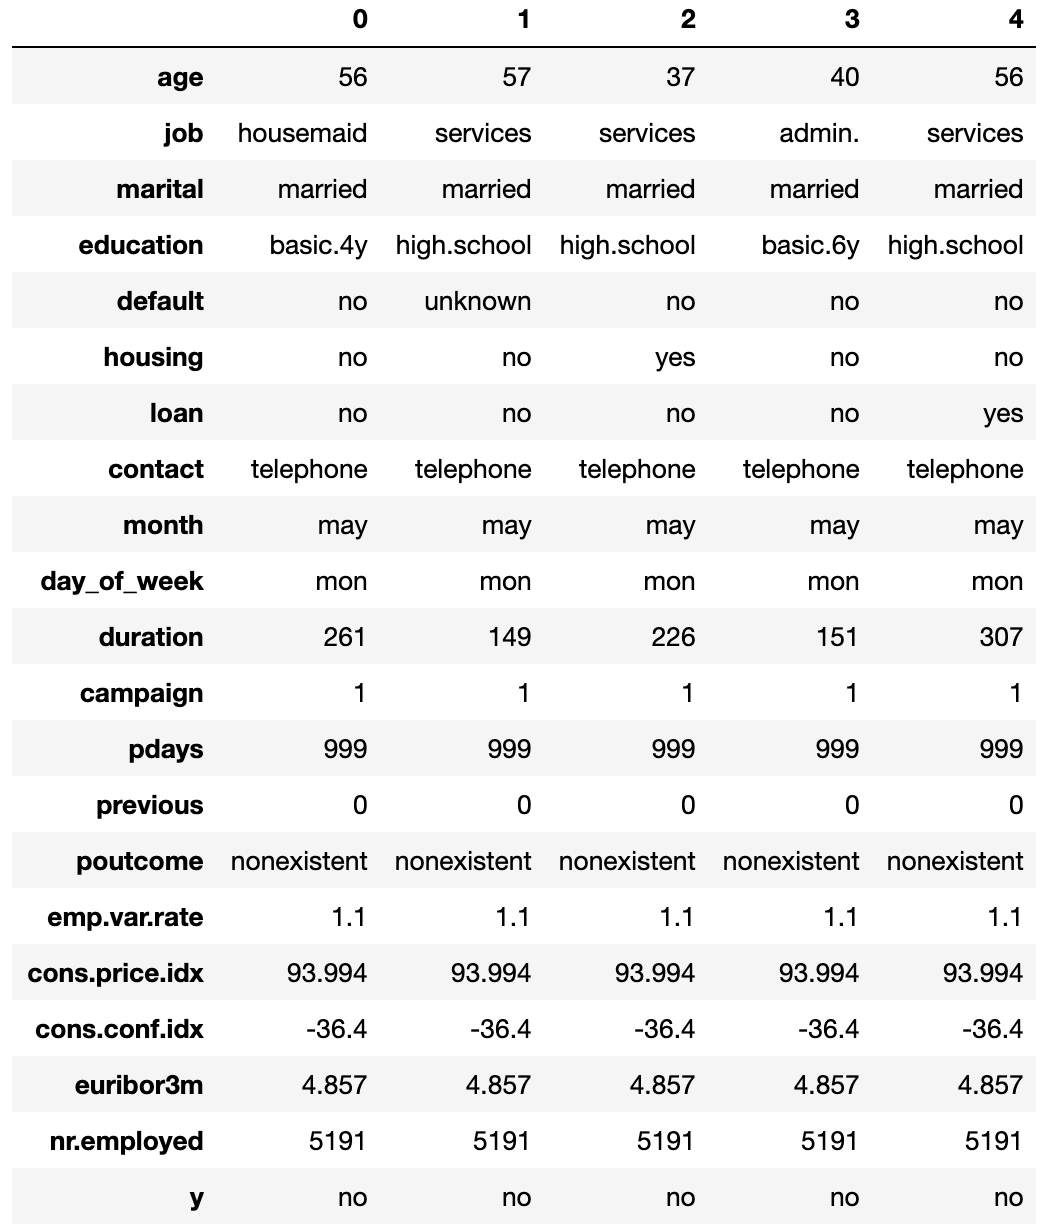 0 1 2 3 4
age 56 57 37 40 56
job housemaid services services admin. services
marital married married married married married
education basic.4y high.school high.school basic.6y high.school
default no unknown no no no
housing no no yes no no
loan no no no no yes
contact telephone telephone telephone telephone telephone
month may may may may may
day_of_week mon mon mon mon mon
duration 261 149 226 151 307
campaign 1 1 1 1 1
pdays 999 999 999 999 999
previous 0 0 0 0 0
poutcome nonexistent nonexistent nonexistent nonexistent nonexistent
emp.var.rate 1.1 1.1 1.1 1.1 1.1
cons.price.idx 93.994 93.994 93.994 93.994 93.994
cons.conf.idx -36.4 -36.4 -36.4 -36.4 -36.4
euribor3m 4.857 4.857 4.857 4.857 4.857
nr.employed 5191 5191 5191 5191 5191
y no no no no no